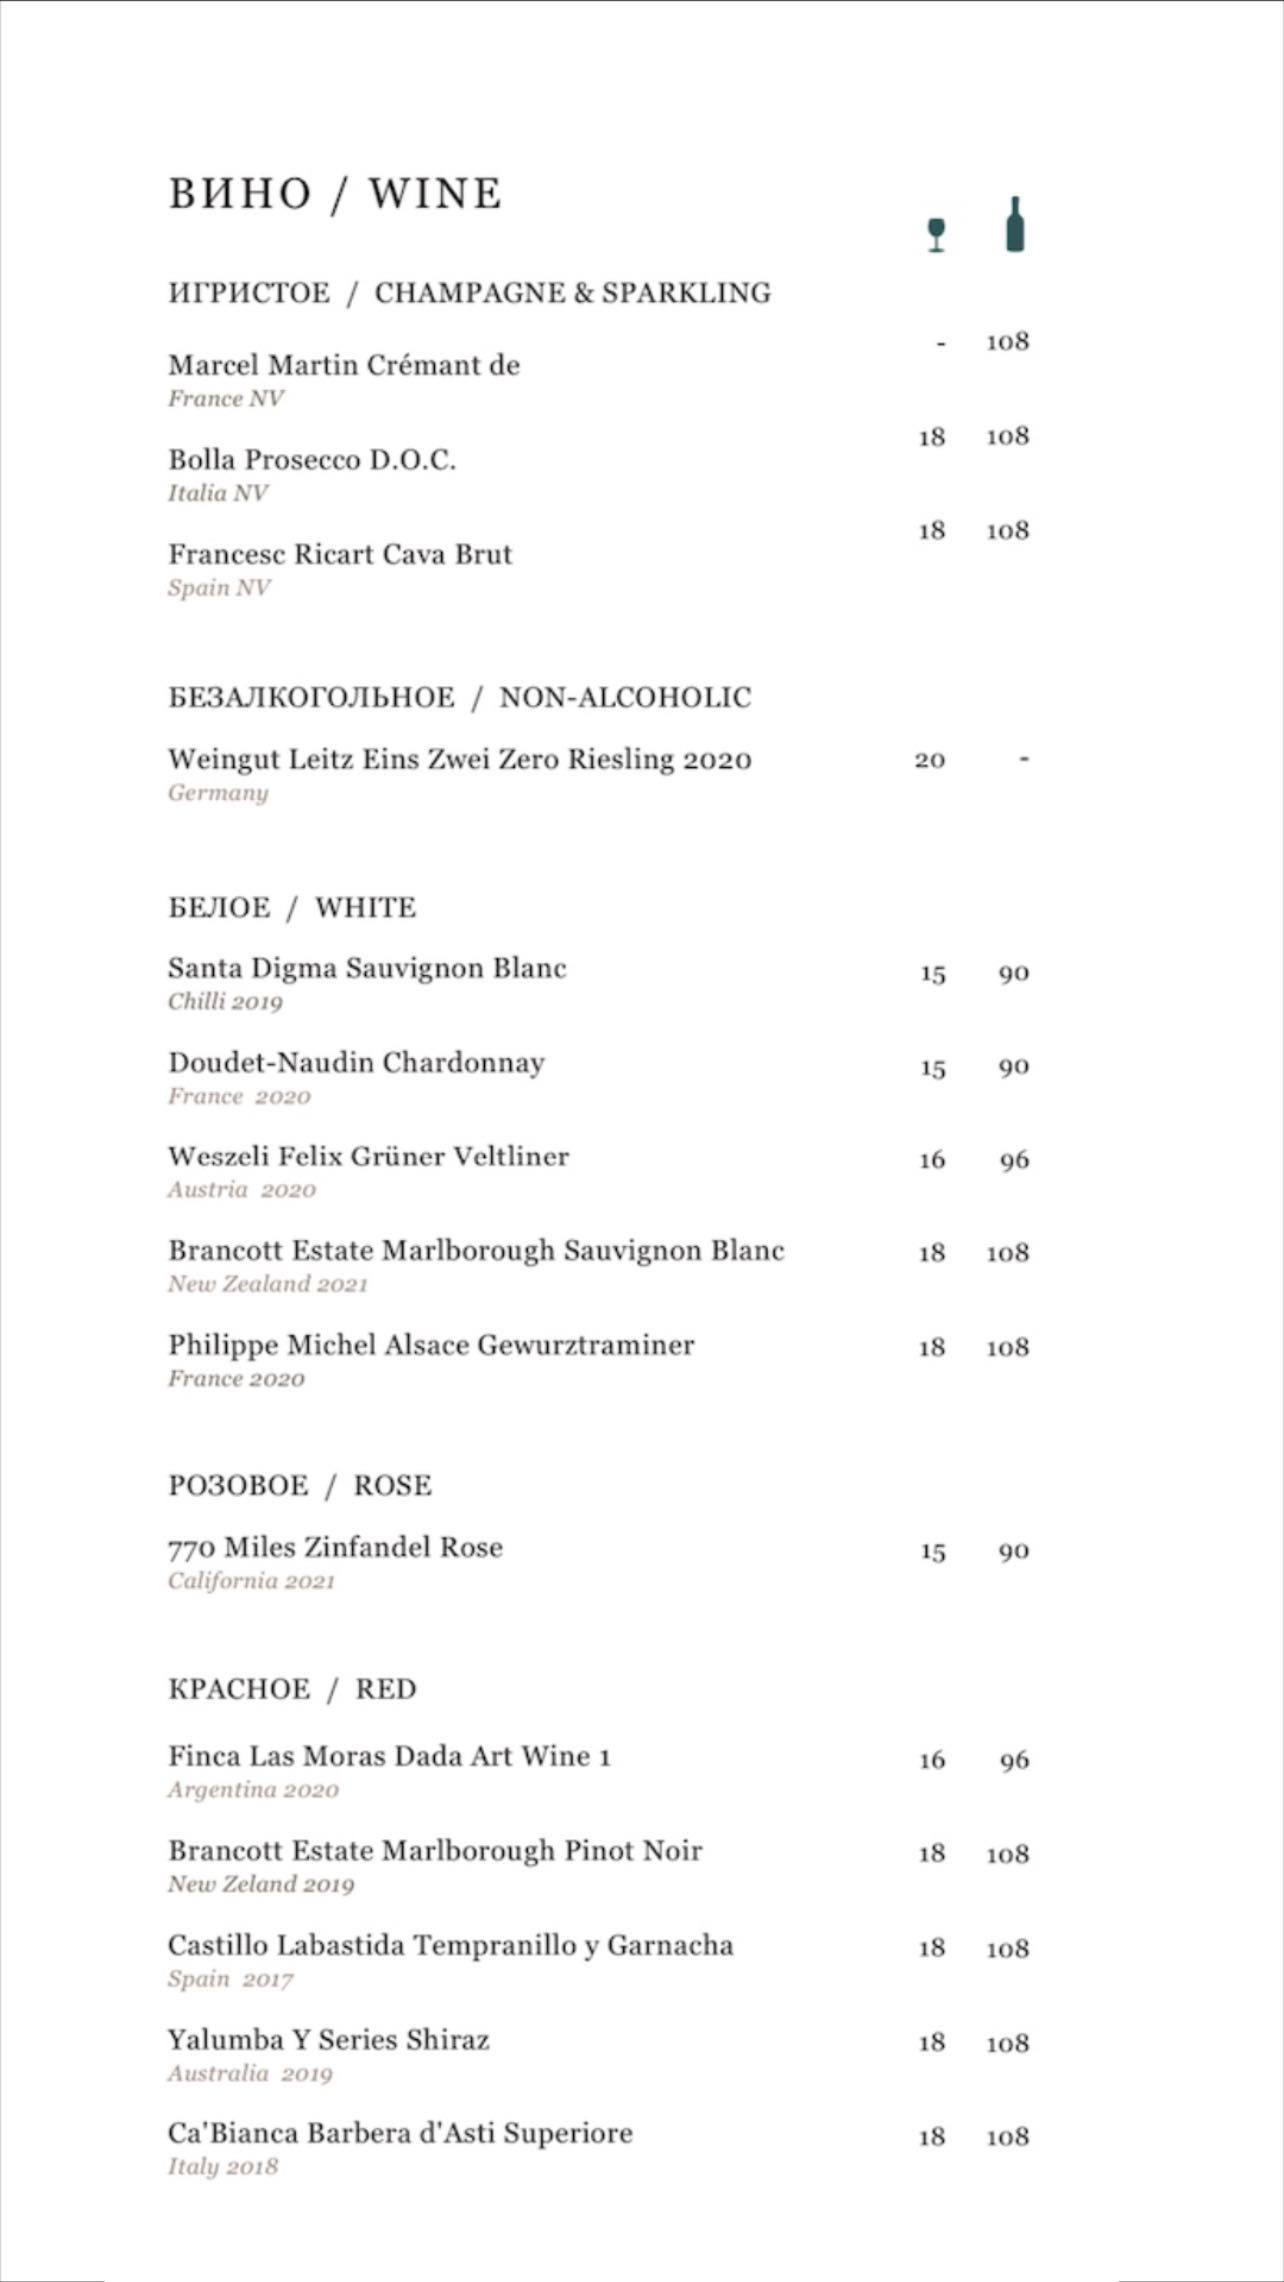 ВИНО / WINE
ИГРИСТОЕ / CHAMPAGNE & SPARKLING
Marcel Martin Crémant de - 108
France NV
Bolla Prosecco D.O.C. 18 108
Italia NV
Francesc Ricart Cava Brut 18 108
Spain NV
БЕЗАЛКОГОЛЬНОЕ / NON-ALCOHOLIC
Weingut Leitz Eins Zwei Zero Riesling 2020 20 -
Germany
БЕЛОЕ / WHITE
Santa Digma Sauvignon Blanc 15 90
Chilli 2019
Doudet-Naudin Chardonnay 15 90
France 2020
Weszeli Felix Grüner Veltliner 16 96
Austria 2020
Brancott Estate Marlborough Sauvignon Blanc 18 108
New Zealand 2021
Philippe Michel Alsace Gewurztraminer 18 108
France 2020
РОЗОВОЕ / ROSE
770 Miles Zinfandel Rose 15 90
California 2021
КРАСНОЕ / RED
Finca Las Moras Dada Art Wine 1 16 96
Argentina 2020
Brancott Estate Marlborough Pinot Noir 18 108
New Zeland 2019
Castillo Labastida Tempranillo y Garnacha 18 108
Spain 2017
Yalumba Y Series Shiraz 18 108
Australia 2019
Ca'Bianca Barbera d'Asti Superiore 18 108
Italy 2018